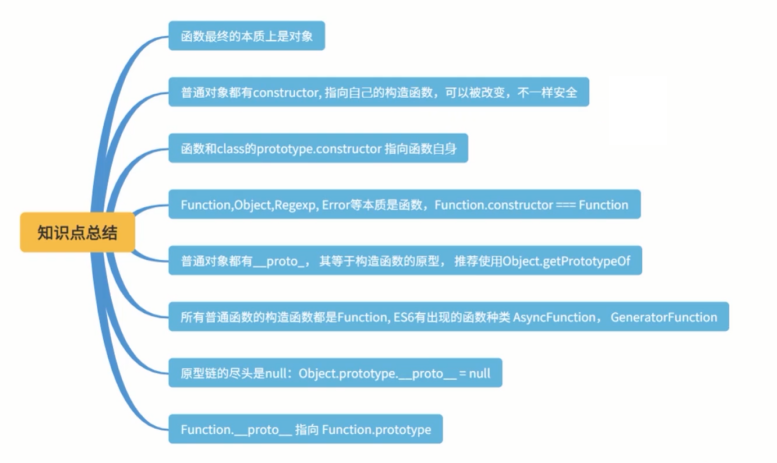 函数最终的本质上是对象
普通对象都有constructor, 指向自己的构造函数，可以被改变，不一样安全
函数和class的prototype.constructor 指向函数自身
知识点总结
Function,Object,Regexp, Error等本质是函数，Function.constructor === Function
普通对象都有__proto_， 其等于构造函数的原型， 推荐使用Object.getPrototypeOf
所有普通函数的构造函数都是Function, ES6有出现的函数种类 AsyncFunction， GeneratorFunction
原型链的尽头是null：Object.prototype.__proto__ = null
Function.__proto__ 指向 Function.prototype